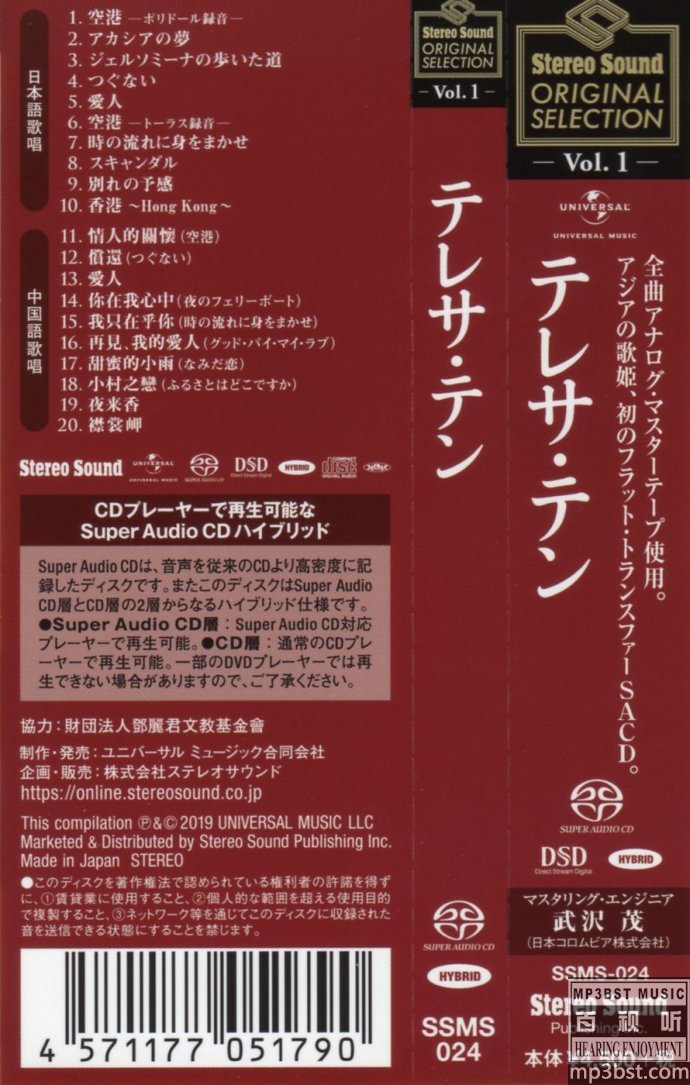 日本語歌唱
1. 空港 ─ポリドール録音─
2. アカシアの夢
3. ジェルソミーナの歩いた道
4. つぐない
5. 愛人
6. 空港 ─トーラス録音─
7. 時の流れに身をまかせ
8. スキャンダル
9. 別れの予感
10. 香港 ～Hong Kong～
中国語歌唱
11. 情人的關懷(空港)
12. 償還(つぐない)
13. 愛人
14. 你在我心中(夜のフェリーボート)
15. 我只在乎你(時の流れに身をまかせ)
16. 再見、我的愛人(グッド・バイ・マイ・ラブ)
17. 甜蜜的小雨(なみだ恋)
18. 小村之戀(ふるさとはどこですか)
19. 夜来香
20. 襟裳岬
Stereo Sound UNIVERSAL UNIVERSAL MUSIC SUPER AUDIO CD DSD Direct Stream Digital HYBRID COMPACT disc DIGITAL AUDIO
CDプレーヤーで再生可能な
Super Audio CD ハイブリッド
Super Audio CDは、音声を従来のCDより高密度に記
録したディスクです。またこのディスクはSuper Audio
CD層とCD層の2層からなるハイブリッド仕様です。
●Super Audio CD層：Super Audio CD対応
プレーヤーで再生可能。●CD層：通常のCDプレ
ーヤーで再生可能。一部のDVDプレーヤーでは再
生できない場合がありますので、ご了承ください。
協力：財団法人鄧麗君文教基金會
制作・発売：ユニバーサル ミュージック合同会社
企画・販売：株式会社ステレオサウンド
https://online.stereosound.co.jp
This compilation Ⓟ&© 2019 UNIVERSAL MUSIC LLC
Marketed & Distributed by Stereo Sound Publishing Inc.
Made in Japan STEREO
●このディスクを著作権法で認められている権利者の許諾を得ず
に、①賃貸業に使用すること、②個人的な範囲を超える使用目的
で複製すること、③ネットワーク等を通じてこのディスクに収録された
音を送信できる状態にすることを禁じます。
4 571177 051790
Stereo Sound
ORIGINAL
SELECTION
- Vol. 1 -
テレサ・テン
SUPER AUDIO CD
HYBRID
SSMS
024
Stereo Sound
ORIGINAL
SELECTION
─ Vol. 1 ─
UNIVERSAL
UNIVERSAL MUSIC
全曲アナログ・マスターテープ使用。
アジアの歌姫、初のフラット・トランスファーSACD。
テレサ・テン
SUPER AUDIO CD
DSD
Direct Stream Digital
HYBRID
マスタリング・エンジニア
武沢 茂
(日本コロムビア株式会社)
SSMS-024
Stereo Sound
Publishing Inc.
MP3BST MUSIC
百视听
HEARING ENJOYMENT
mp3bst.com